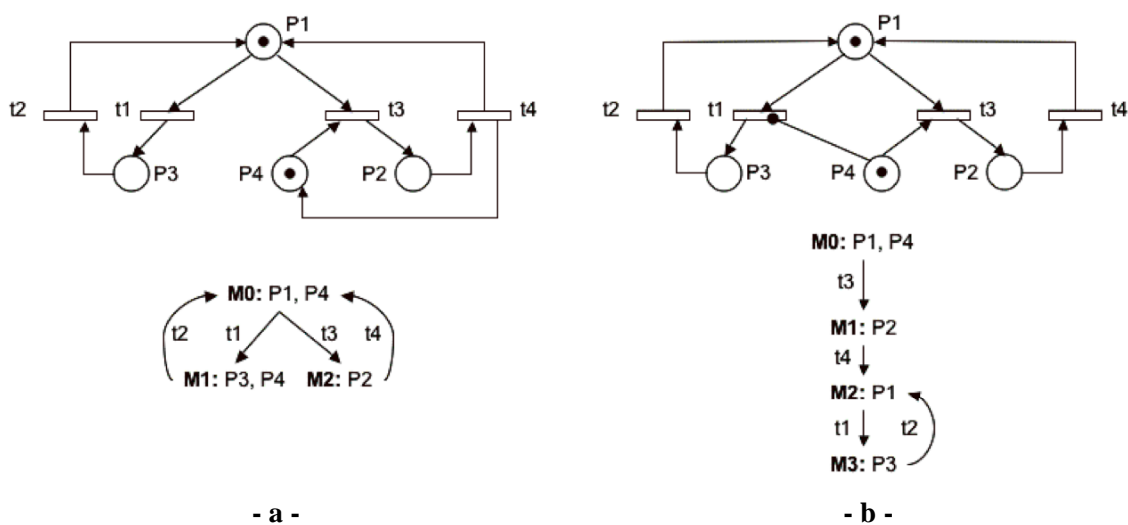 P1
t2 t1 t3 t4
P3 P4 P2
M0: P1, P4
t2 t1 t3 t4
M1: P3, P4 M2: P2
- a -
P1
t2 t1 t3 t4
P3 P4 P2
M0: P1, P4
t3
M1: P2
t4
M2: P1
t1 t2
M3: P3
- b -